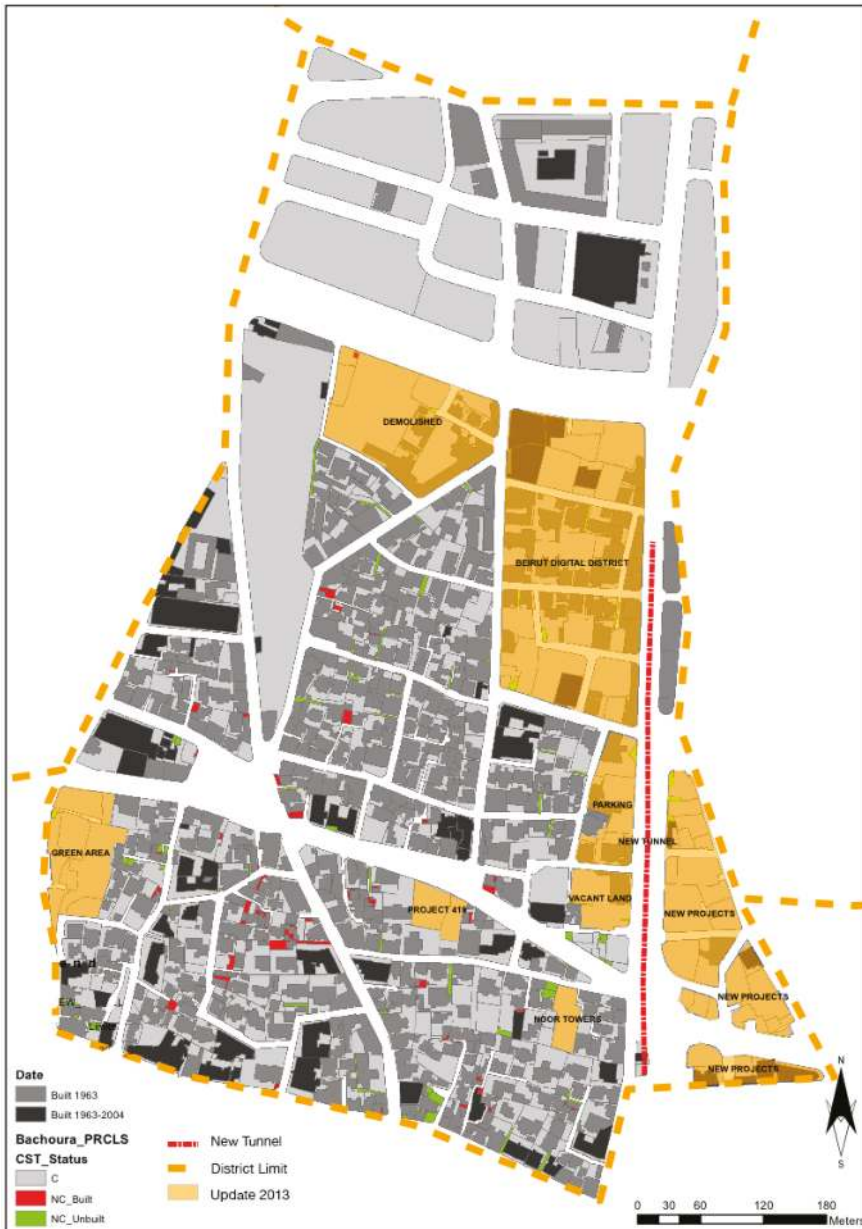 DEMOLISHED
BEIRUT DIGITAL DISTRICT
PARKING
NEW TUNNEL
GREEN AREA
VACANT LAND
PROJECT 418
NEW PROJECTS
NEW PROJECTS
NOOR TOWERS
NEW PROJECTS
Date
Built 1963
Built 1963-2004
Bachoura_PRCLS
CST_Status
C
NC_Built
NC_Unbuilt
New Tunnel
District Limit
Update 2013
N
S
0 30 60 120 180
Meters